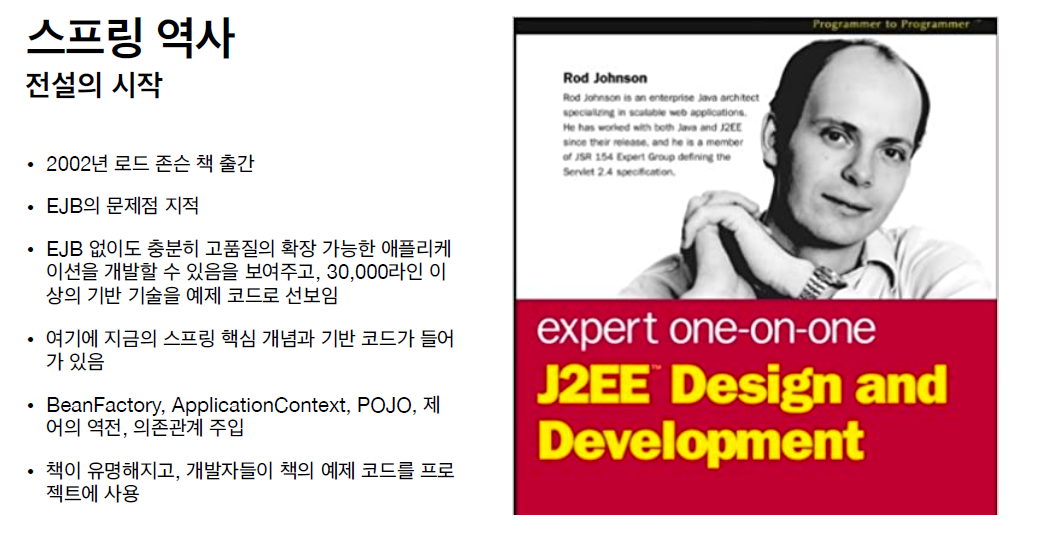 스프링 역사
전설의 시작
• 2002년 로드 존슨 책 출간
• EJB의 문제점 지적
• EJB 없이도 충분히 고품질의 확장 가능한 애플리케
이션을 개발할 수 있음을 보여주고, 30,000라인 이
상의 기반 기술을 예제 코드로 선보임
• 여기에 지금의 스프링 핵심 개념과 기반 코드가 들어
가 있음
• BeanFactory, ApplicationContext, POJO, 제
어의 역전, 의존관계 주입
• 책이 유명해지고, 개발자들이 책의 예제 코드를 프로
젝트에 사용
Programmer to Programmer™
Rod Johnson
Rod Johnson is an enterprise Java architect
specializing in scalable web applications.
He has worked with both Java and J2EE
since their release, and he is a member
of JSR 154 Expert Group defining the
Servlet 2.4 specification.
expert one-on-one
J2EE™ Design and
Development